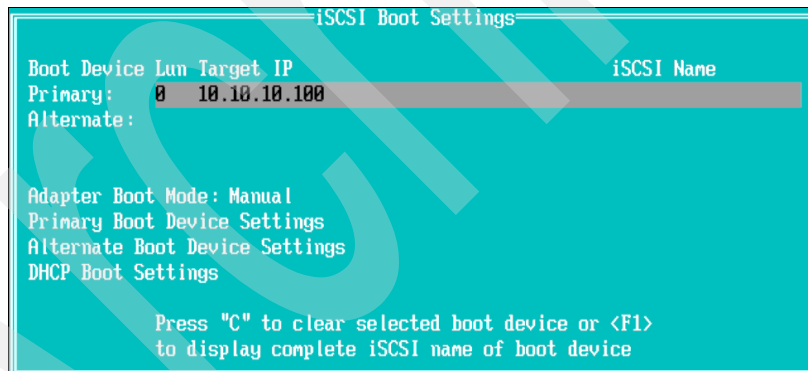 iSCSI Boot Settings
Boot Device Lun Target IP iSCSI Name
Primary: 0 10.10.10.100
Alternate:
Adapter Boot Mode: Manual
Primary Boot Device Settings
Alternate Boot Device Settings
DHCP Boot Settings
Press "C" to clear selected boot device or <F1>
to display complete iSCSI name of boot device